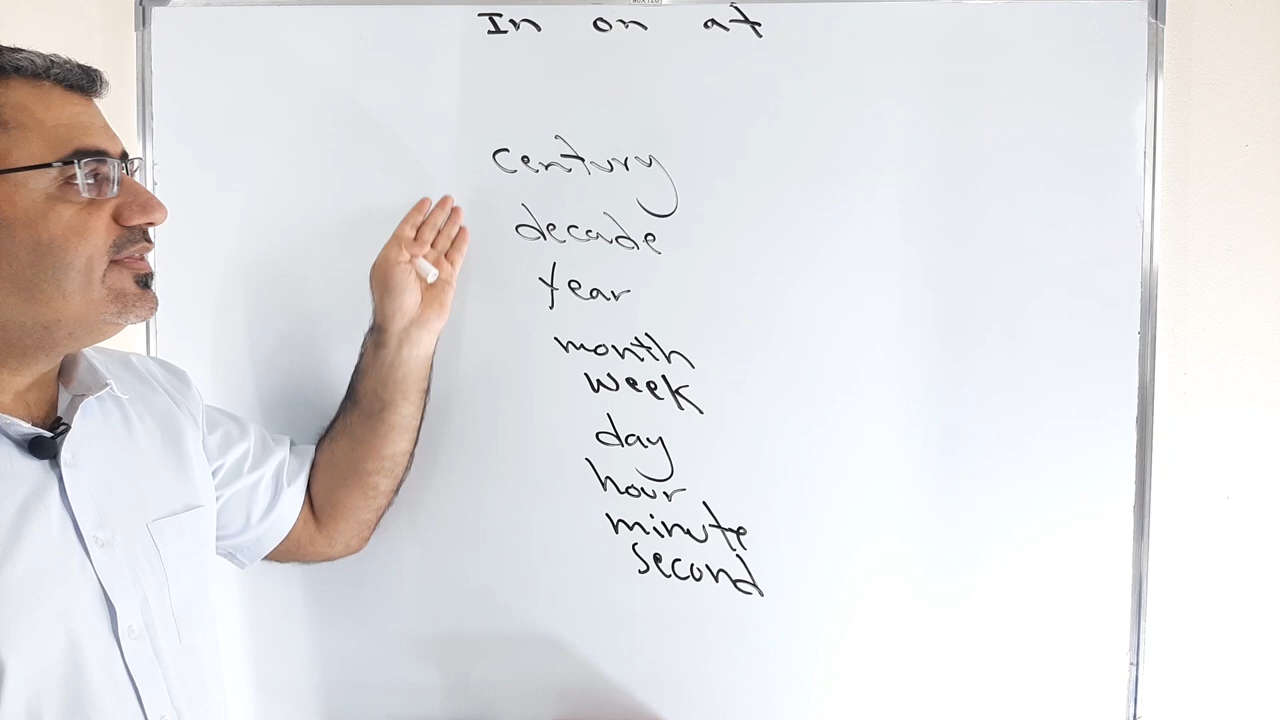 In on at
century
decade
year
month
week
day
hour
minute
second